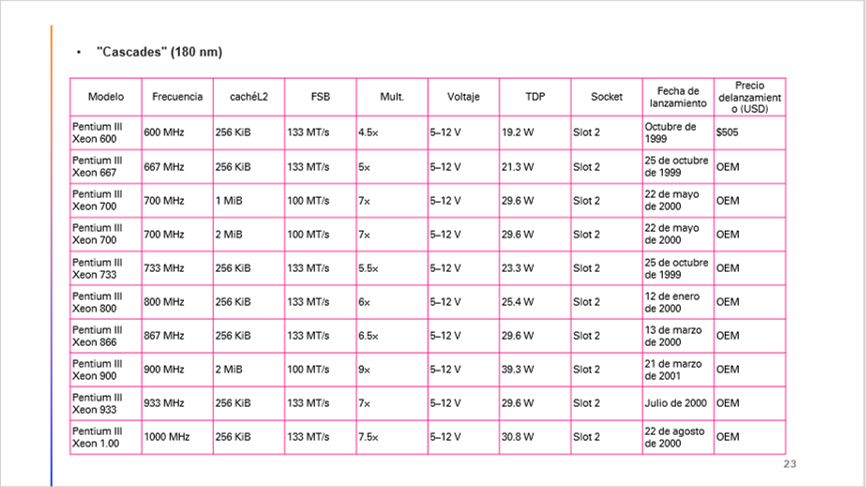 • "Cascades" (180 nm)
Modelo Frecuencia cachéL2 FSB Mult. Voltaje TDP Socket Fecha de lanzamiento Precio delanzamient o (USD)
Pentium III Xeon 600 600 MHz 256 KiB 133 MT/s 4.5× 5–12 V 19.2 W Slot 2 Octubre de 1999 $505
Pentium III Xeon 667 667 MHz 256 KiB 133 MT/s 5× 5–12 V 21.3 W Slot 2 25 de octubre de 1999 OEM
Pentium III Xeon 700 700 MHz 1 MiB 100 MT/s 7× 5–12 V 29.6 W Slot 2 22 de mayo de 2000 OEM
Pentium III Xeon 700 700 MHz 2 MiB 100 MT/s 7× 5–12 V 29.6 W Slot 2 22 de mayo de 2000 OEM
Pentium III Xeon 733 733 MHz 256 KiB 133 MT/s 5.5× 5–12 V 23.3 W Slot 2 25 de octubre de 1999 OEM
Pentium III Xeon 800 800 MHz 256 KiB 133 MT/s 6× 5–12 V 25.4 W Slot 2 12 de enero de 2000 OEM
Pentium III Xeon 866 867 MHz 256 KiB 133 MT/s 6.5× 5–12 V 29.6 W Slot 2 13 de marzo de 2000 OEM
Pentium III Xeon 900 900 MHz 2 MiB 100 MT/s 9× 5–12 V 39.3 W Slot 2 21 de marzo de 2001 OEM
Pentium III Xeon 933 933 MHz 256 KiB 133 MT/s 7× 5–12 V 29.6 W Slot 2 Julio de 2000 OEM
Pentium III Xeon 1.00 1000 MHz 256 KiB 133 MT/s 7.5× 5–12 V 30.8 W Slot 2 22 de agosto de 2000 OEM
23